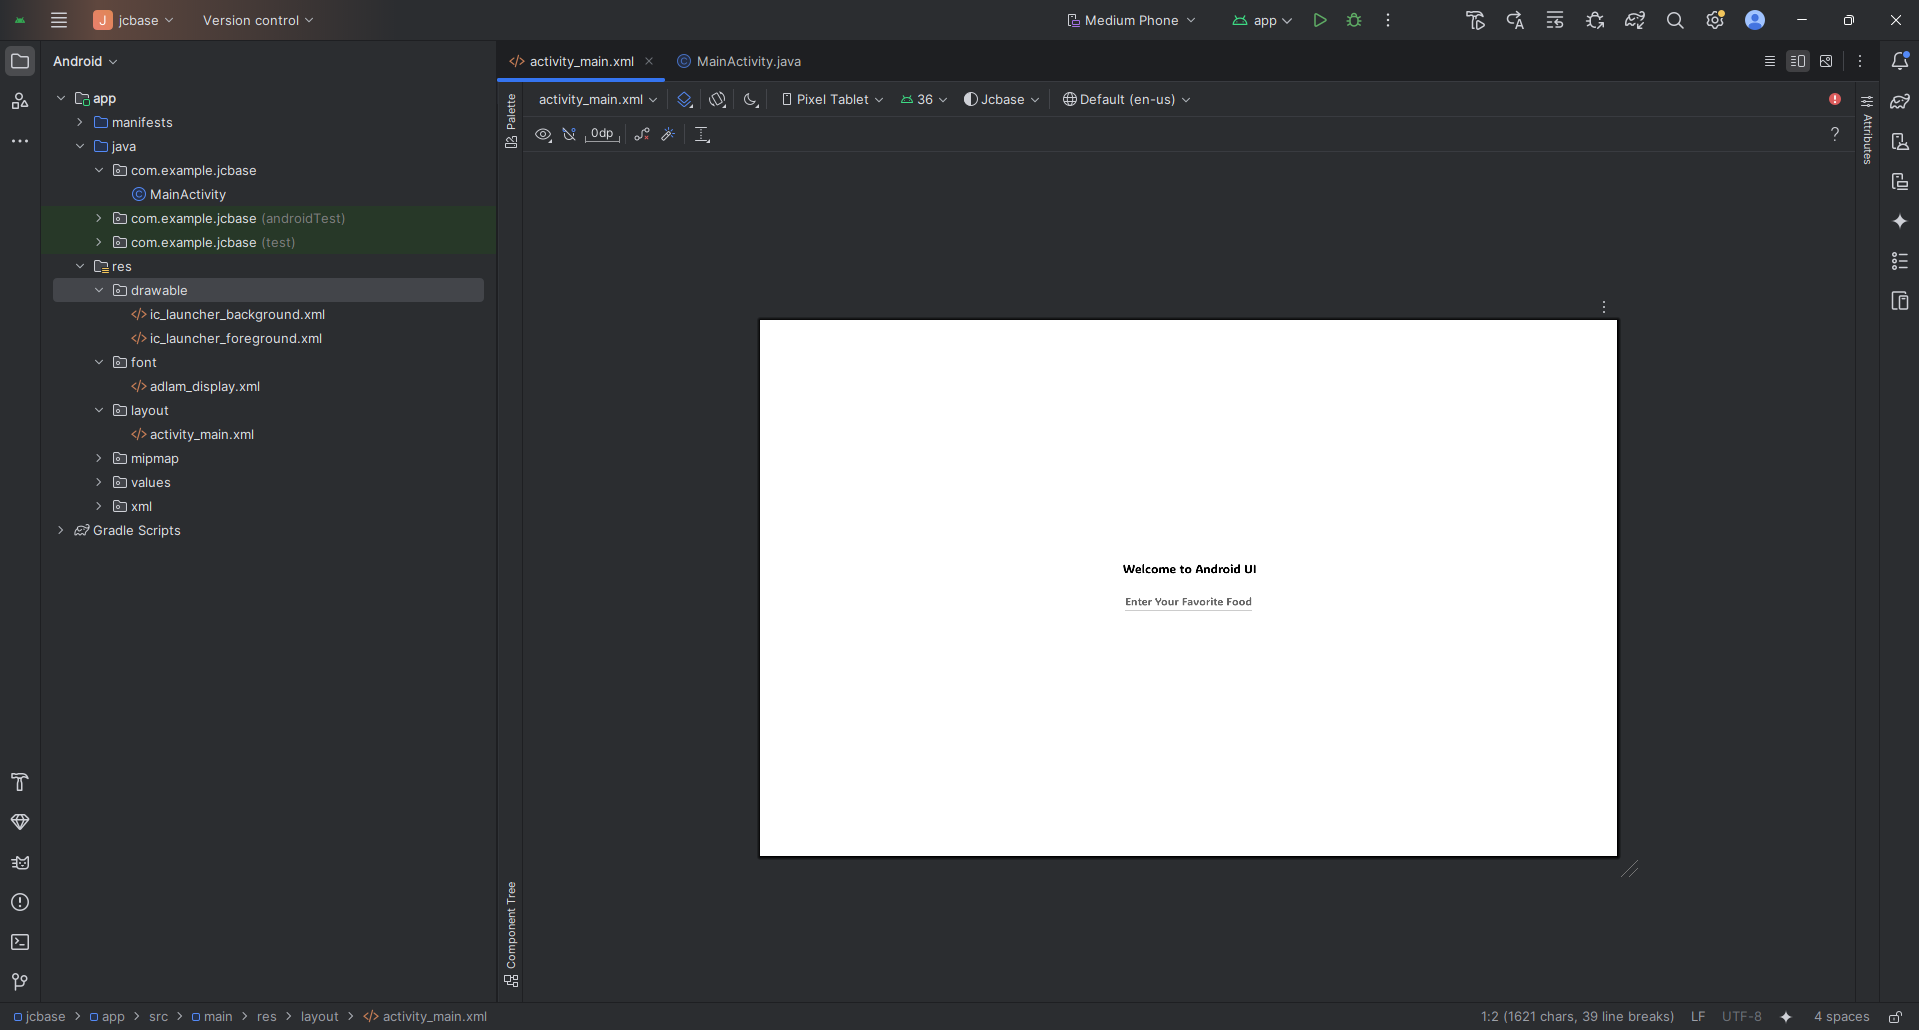 J jcbase Version control Medium Phone app
Android
activity_main.xml MainActivity.java
app
manifests
java
com.example.jcbase
MainActivity
com.example.jcbase (androidTest)
com.example.jcbase (test)
res
drawable
ic_launcher_background.xml
ic_launcher_foreground.xml
font
adlam_display.xml
layout
activity_main.xml
mipmap
values
xml
Gradle Scripts
Palette
Component Tree
activity_main.xml Pixel Tablet 36 Jcbase Default (en-us)
0dp ?
Welcome to Android UI
Enter Your Favorite Food
Attributes
jcbase > app > src > main > res > layout > activity_main.xml
1:2 (1621 chars, 39 line breaks) LF UTF-8 4 spaces